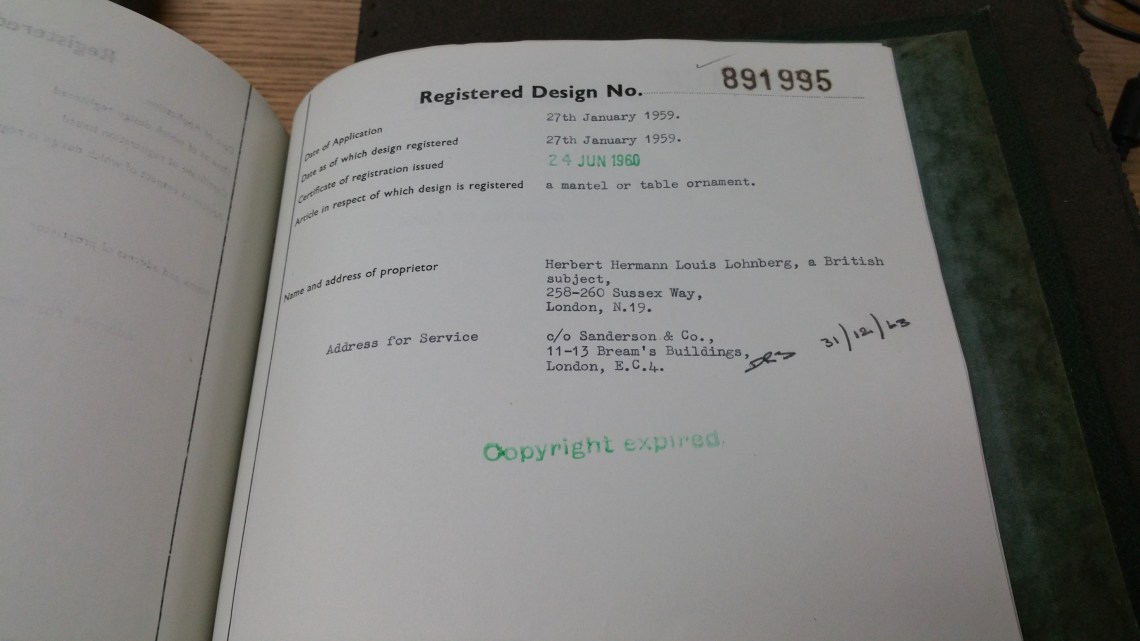 Registered Design No. 891995
Date of Application 27th January 1959.
Date as of which design registered 27th January 1959.
Certificate of registration issued 24 JUN 1960
Article in respect of which design is registered a mantel or table ornament.
Name and address of proprietor Herbert Hermann Louis Lohnberg, a British
subject,
258-260 Sussex Way,
London, N.19.
Address for Service c/o Sanderson & Co.,
11-13 Bream's Buildings, 31/12/63
London, E.C.4.
Copyright expired.